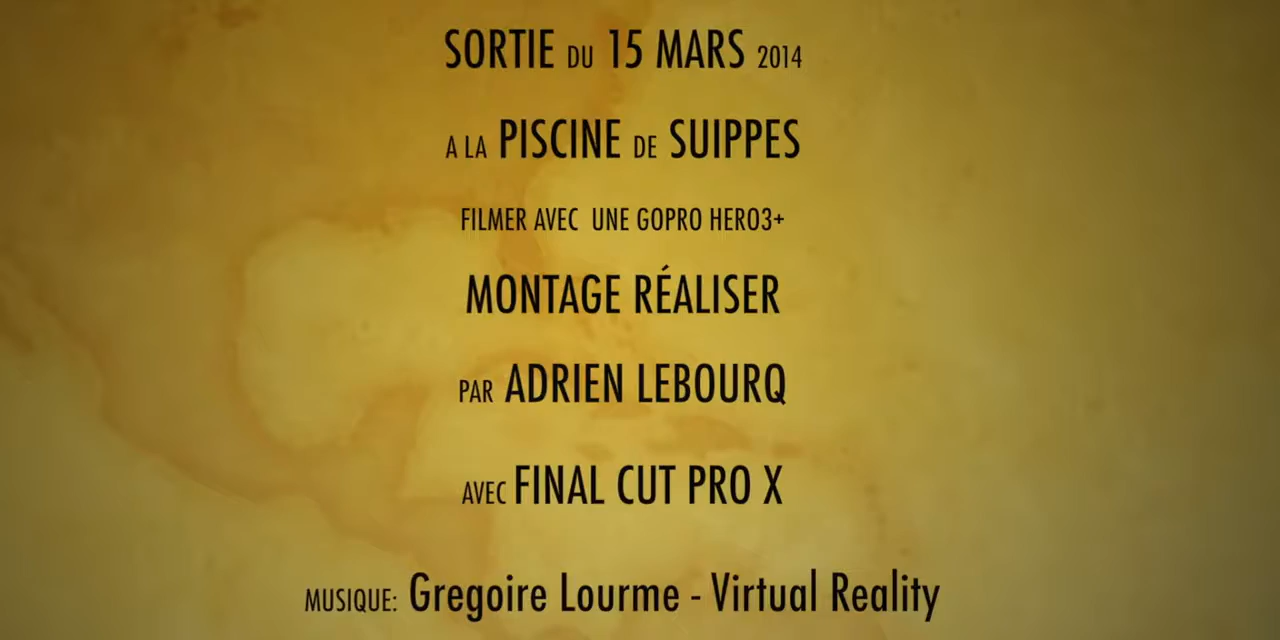 SORTIE DU 15 MARS 2014
A LA PISCINE DE SUIPPES
FILMER AVEC UNE GOPRO HERO3+
MONTAGE RÉALISER
PAR ADRIEN LEBOURQ
AVEC FINAL CUT PRO X
MUSIQUE: Gregoire Lourme - Virtual Reality